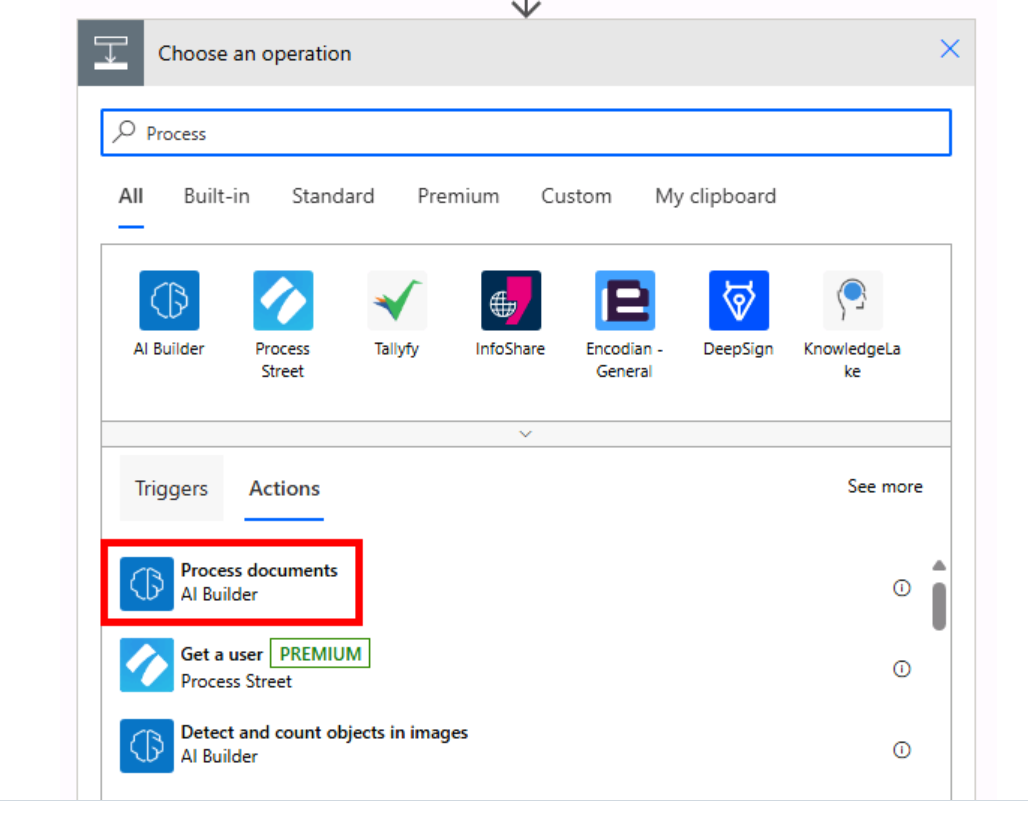 Choose an operation
Process
All Built-in Standard Premium Custom My clipboard
AI Builder
Process
Street
Tallyfy
InfoShare
Encodian -
General
DeepSign
KnowledgeLa
ke
Triggers Actions See more
Process documents
AI Builder
Get a user PREMIUM
Process Street
Detect and count objects in images
AI Builder